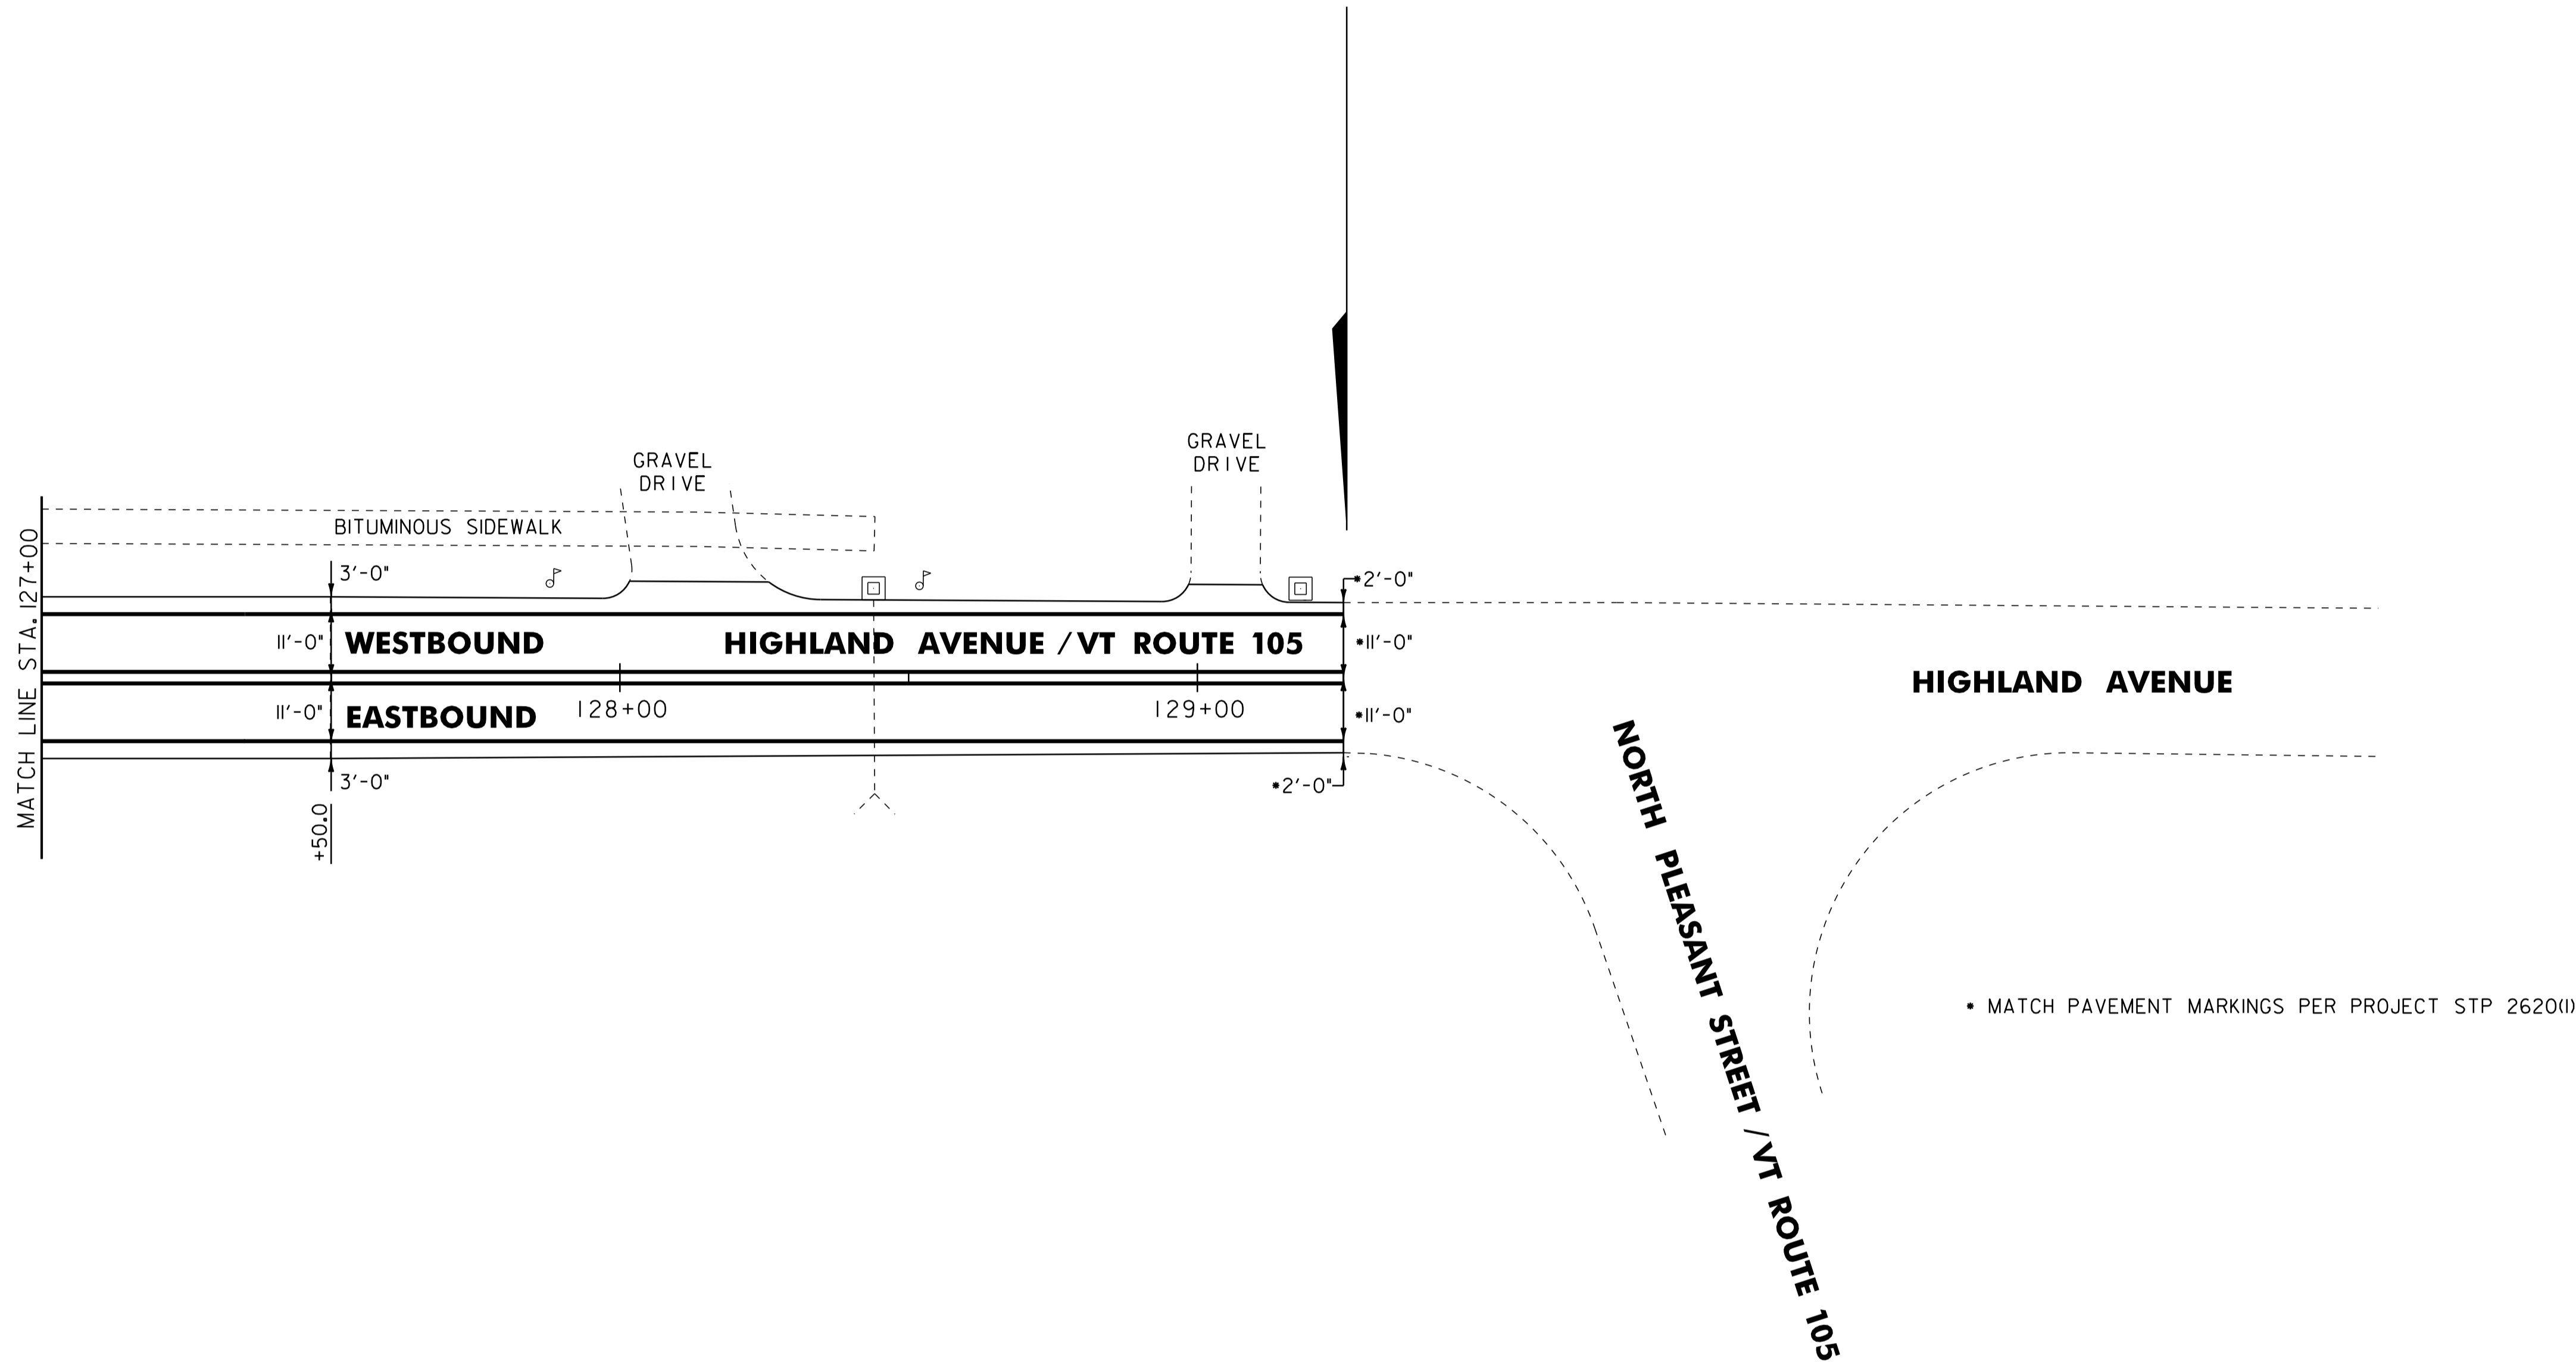 GRAVEL
DRIVE
GRAVEL
DRIVE
BITUMINOUS SIDEWALK
MATCH LINE STA. 127+00
3'-0"
*2'-0"
11'-0"
WESTBOUND
HIGHLAND AVENUE / VT ROUTE 105
*11'-0"
HIGHLAND AVENUE
11'-0"
EASTBOUND
128+00
129+00
*11'-0"
3'-0"
*2'-0"
+50.0
NORTH PLEASANT STREET / VT ROUTE 105
* MATCH PAVEMENT MARKINGS PER PROJECT STP 2620(1)